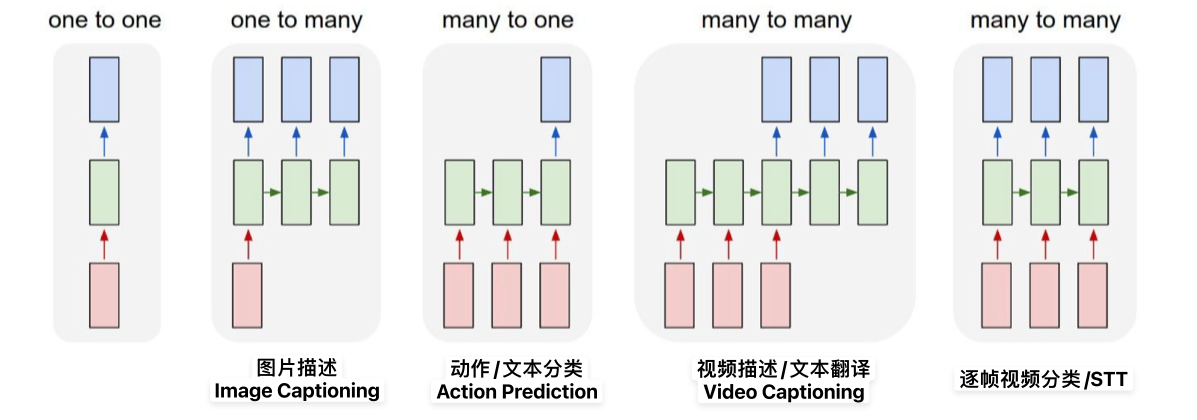 one to one
one to many
many to one
many to many
many to many
图片描述
Image Captioning
动作/文本分类
Action Prediction
视频描述/文本翻译
Video Captioning
逐帧视频分类/STT